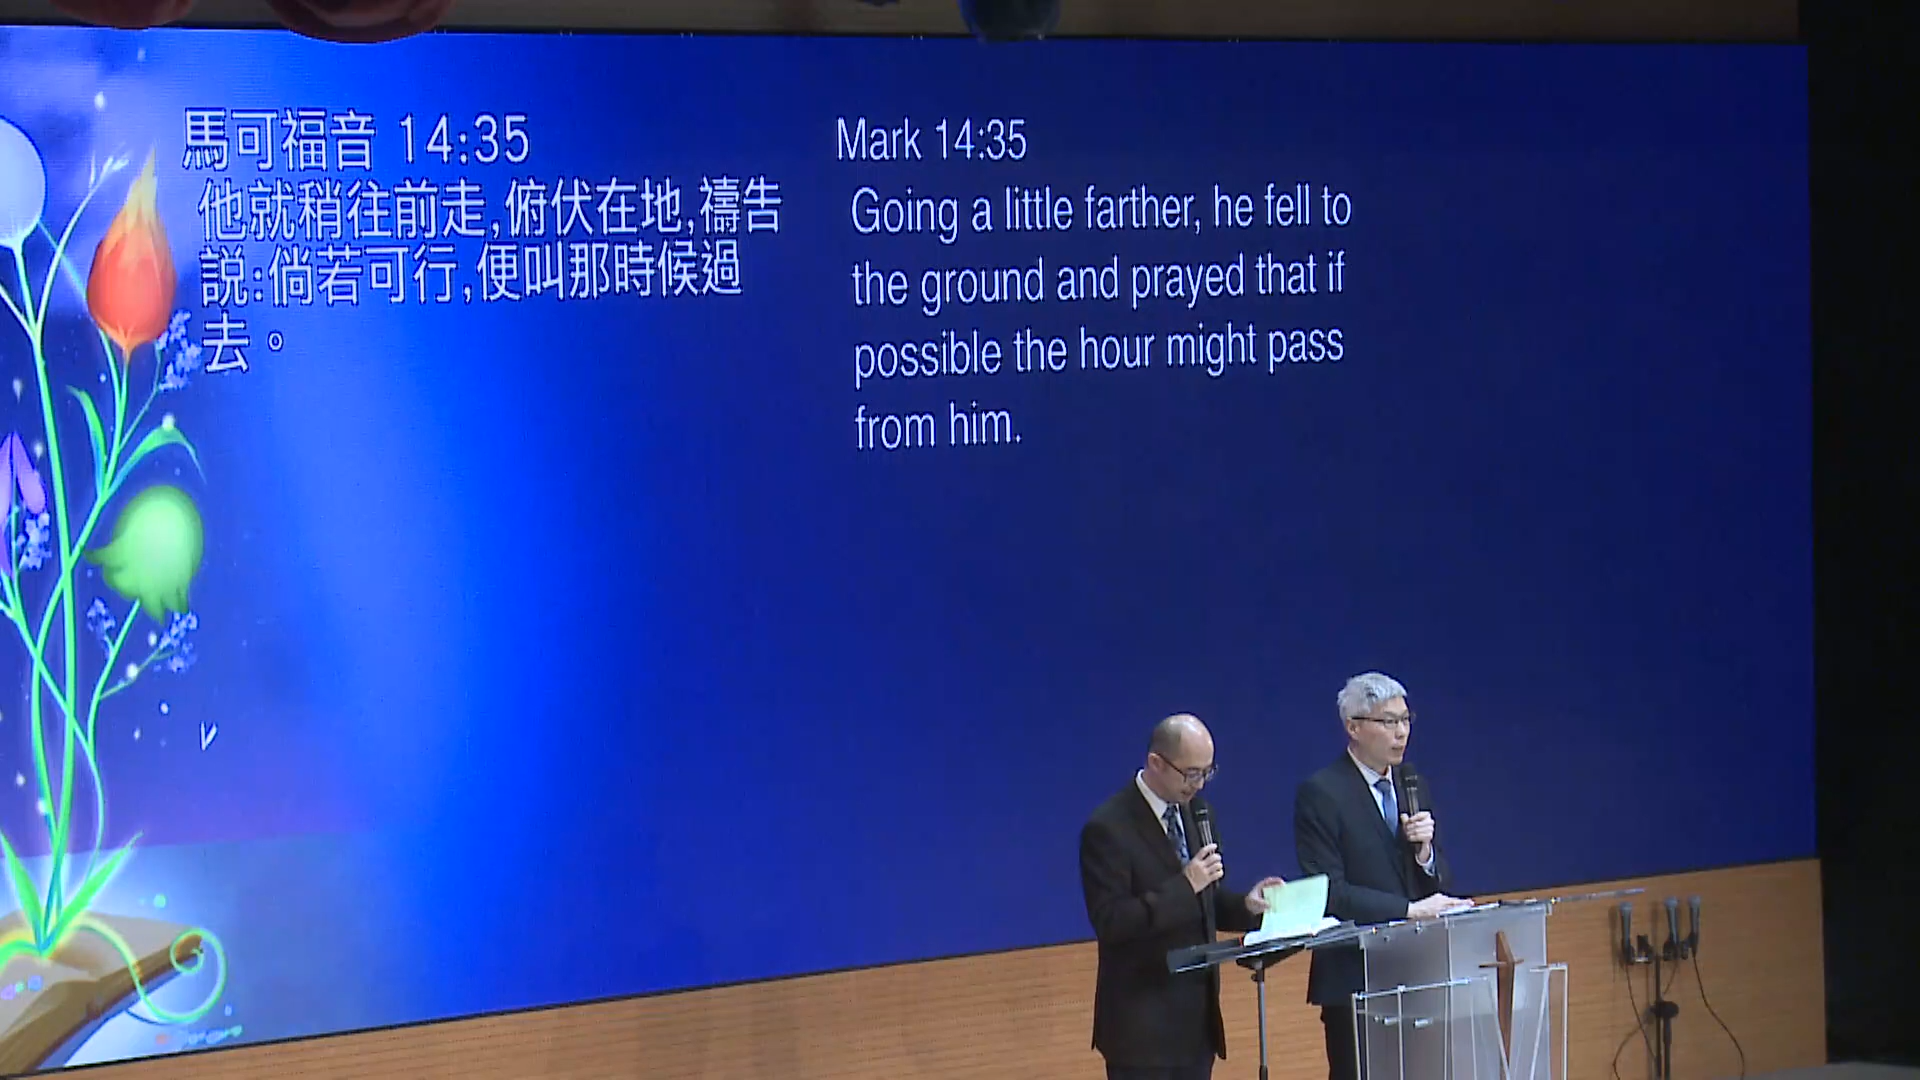 馬可福音 14:35
他就稍往前走,俯伏在地,禱告
説:倘若可行,便叫那時候過
去。
Mark 14:35
Going a little farther, he fell to
the ground and prayed that if
possible the hour might pass
from him.